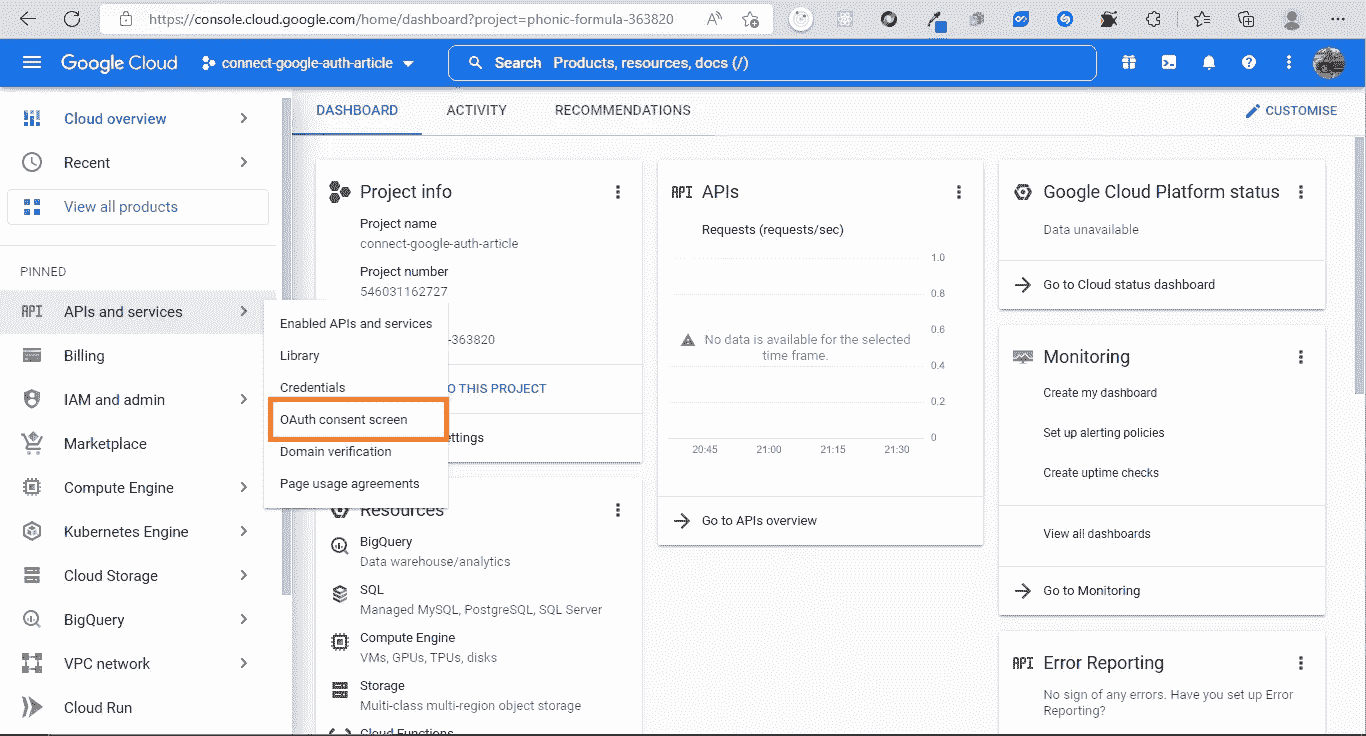 https://console.cloud.google.com/home/dashboard?project=phonic-formula-363820
Google Cloud
connect-google-auth-article
Search Products, resources, docs (/)
Cloud overview
Recent
View all products
PINNED
API APIs and services
Billing
IAM and admin
Marketplace
Compute Engine
Kubernetes Engine
Cloud Storage
BigQuery
VPC network
Cloud Run
Enabled APIs and services
Library
Credentials
OAuth consent screen
Domain verification
Page usage agreements
DASHBOARD
ACTIVITY
RECOMMENDATIONS
CUSTOMISE
Project info
Project name
connect-google-auth-article
Project number
546031162727
-363820
O THIS PROJECT
ettings
Resources
BigQuery
Data warehouse/analytics
SQL
Managed MySQL, PostgreSQL, SQL Server
Compute Engine
VMs, GPUs, TPUs, disks
Storage
Multi-class multi-region object storage
Cloud Functions
API APIs
Requests (requests/sec)
1.0
0.8
0.6
No data is available for the selected
time frame.
0.4
0.2
0
20:45 21:00 21:15 21:30
Go to APIs overview
Google Cloud Platform status
Data unavailable
Go to Cloud status dashboard
Monitoring
Create my dashboard
Set up alerting policies
Create uptime checks
View all dashboards
Go to Monitoring
API Error Reporting
No sign of any errors. Have you set up Error
Reporting?